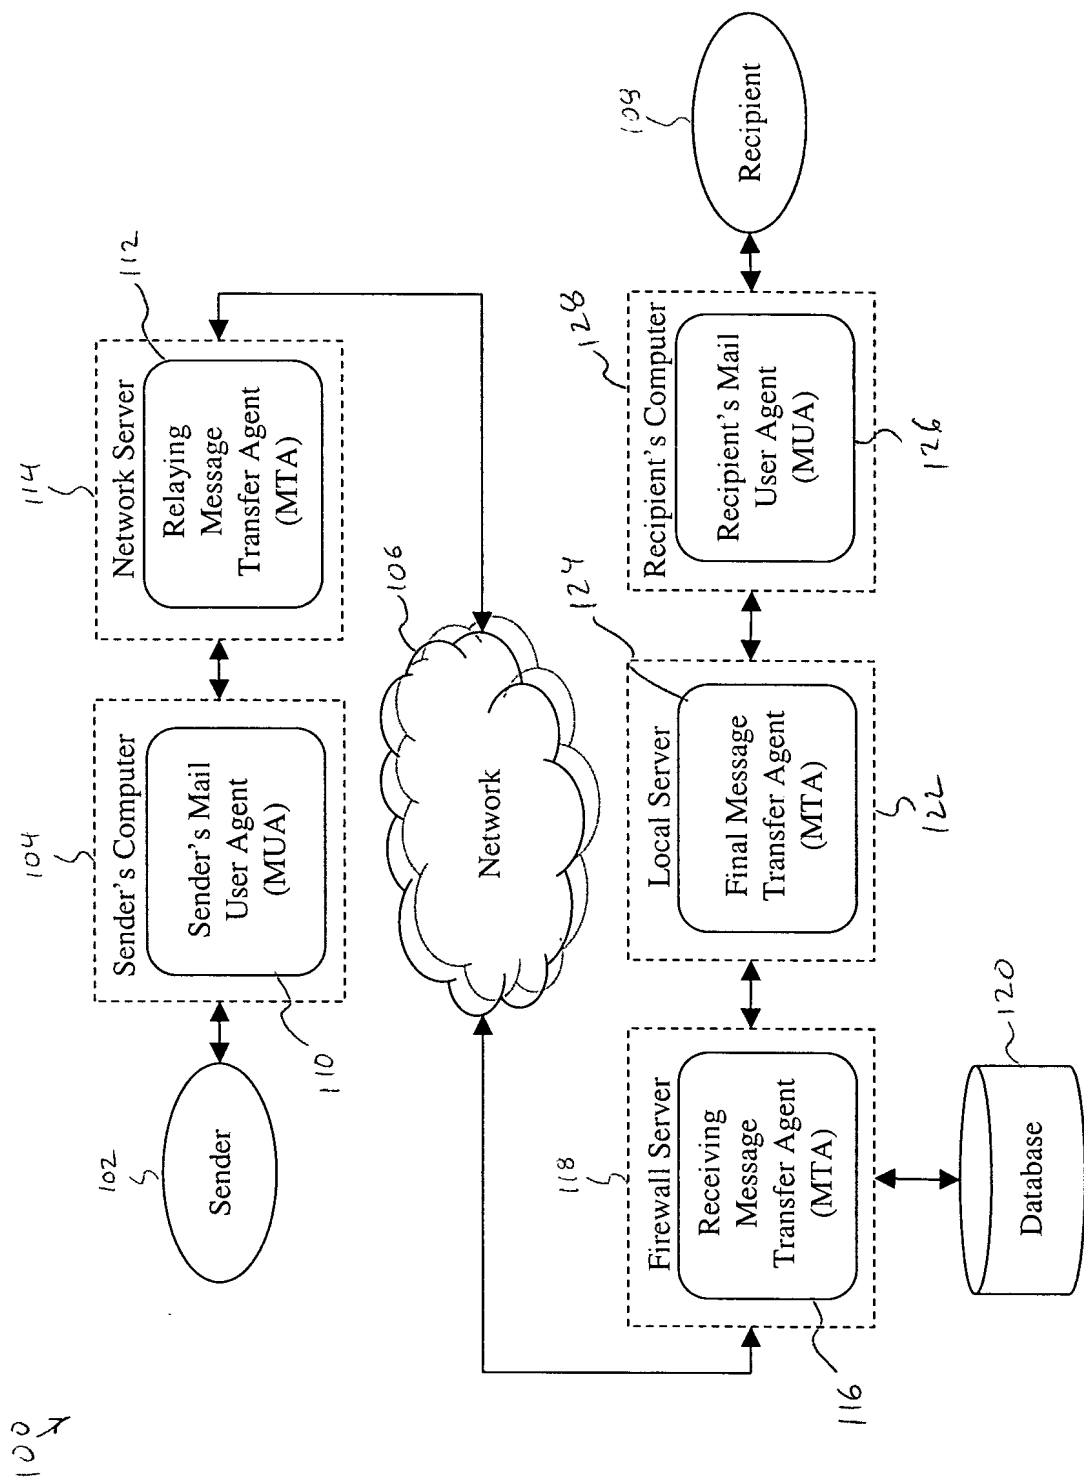 100
102
Sender
104
Sender's Computer
Sender's Mail
User Agent
(MUA)
110
114
Network Server
Relaying
Message
Transfer Agent
(MTA)
112
106
Network
118
Firewall Server
Receiving
Message
Transfer Agent
(MTA)
116
Database
120
Local Server
124
Final Message
Transfer Agent
(MTA)
122
128
Recipient's Computer
Recipient's Mail
User Agent
(MUA)
126
Recipient